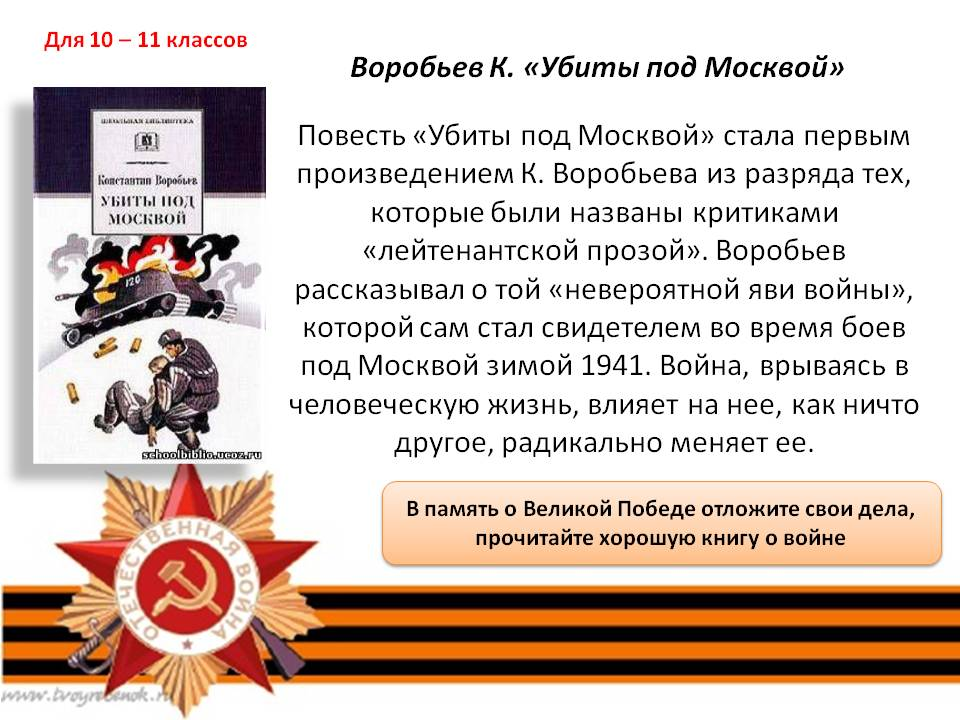 Для 10 – 11 классов
Воробьев К. «Убиты под Москвой»
ШКОЛЬНАЯ БИБЛИОТЕКА
Константин Воробьев
УБИТЫ ПОД
МОСКВОЙ
120
schoolbiblio.ucoz.ru
Повесть «Убиты под Москвой» стала первым
произведением К. Воробьева из разряда тех,
которые были названы критиками
«лейтенантской прозой». Воробьев
рассказывал о той «невероятной яви войны»,
которой сам стал свидетелем во время боев
под Москвой зимой 1941. Война, врываясь в
человеческую жизнь, влияет на нее, как ничто
другое, радикально меняет ее.
В память о Великой Победе отложите свои дела,
прочитайте хорошую книгу о войне
ОТЕЧЕСТВЕННАЯ ВОЙНА
www.tvoyrebenok.ru